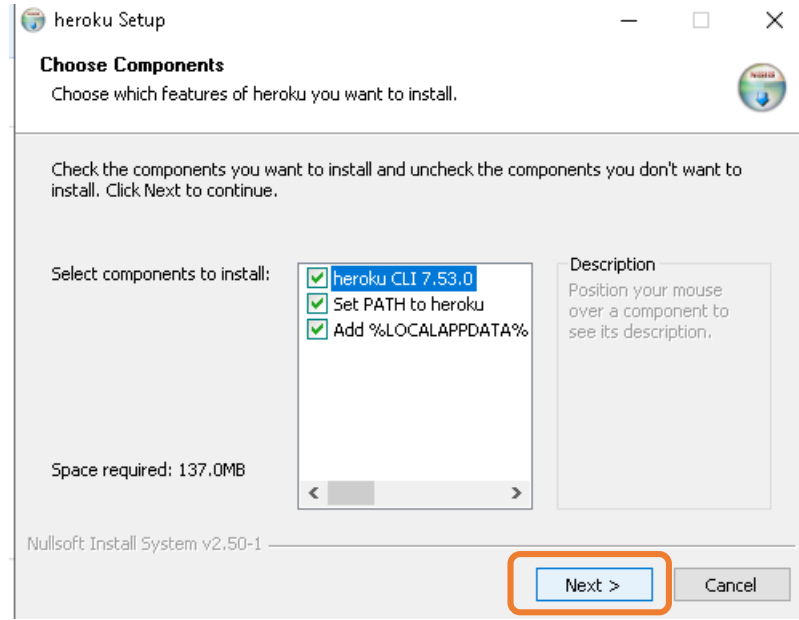 heroku Setup
Choose Components
Choose which features of heroku you want to install.
Check the components you want to install and uncheck the components you don't want to
install. Click Next to continue.
Select components to install:
heroku CLI 7.53.0
Set PATH to heroku
Add %LOCALAPPDATA%
Description
Position your mouse
over a component to
see its description.
Space required: 137.0MB
Nullsoft Install System v2.50-1
Next >
Cancel